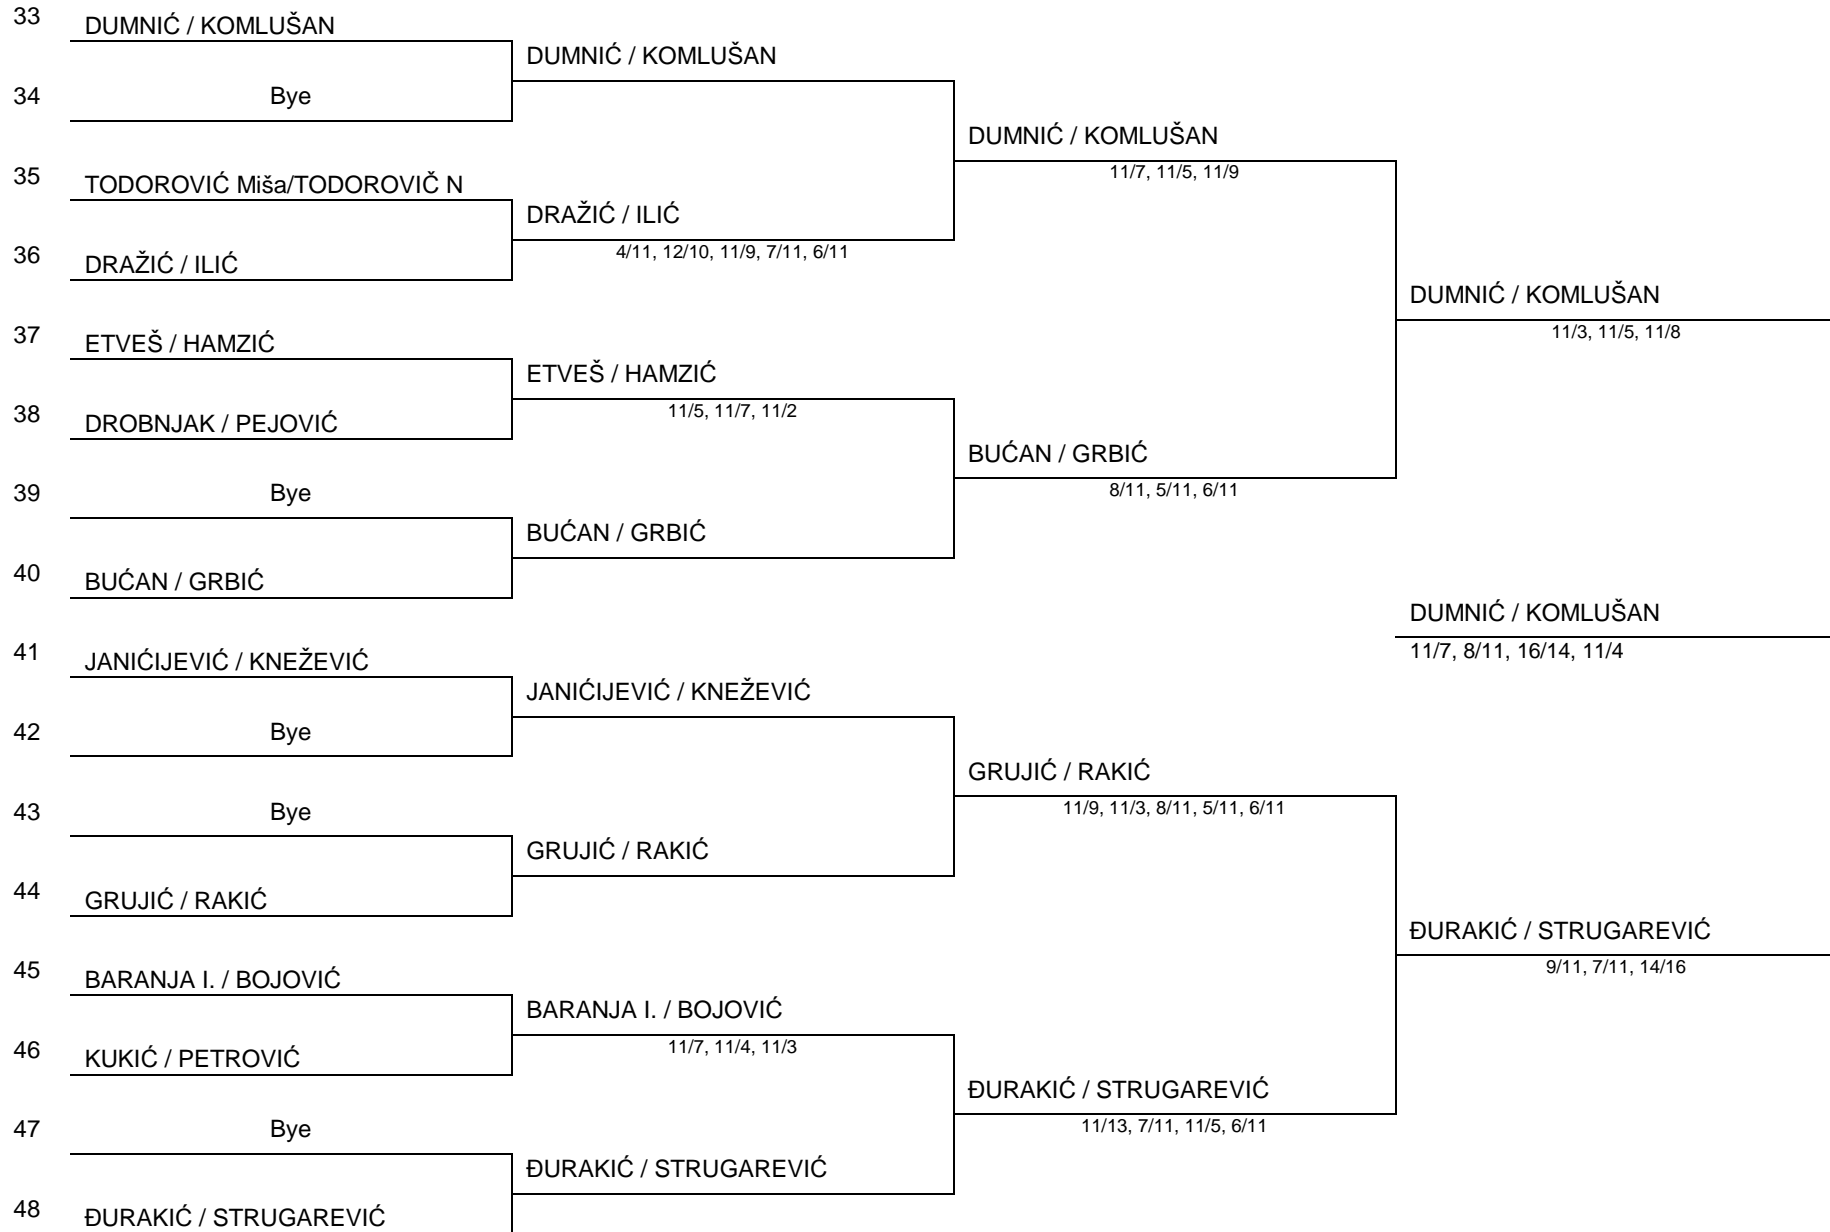 33
DUMNIĆ / KOMLUŠAN
DUMNIĆ / KOMLUŠAN
34
Bye
DUMNIĆ / KOMLUŠAN
11/7, 11/5, 11/9
35
TODOROVIĆ Miša/TODOROVIČ N
DRAŽIĆ / ILIĆ
4/11, 12/10, 11/9, 7/11, 6/11
36
DRAŽIĆ / ILIĆ
DUMNIĆ / KOMLUŠAN
11/3, 11/5, 11/8
37
ETVEŠ / HAMZIĆ
ETVEŠ / HAMZIĆ
11/5, 11/7, 11/2
38
DROBNJAK / PEJOVIĆ
BUĆAN / GRBIĆ
8/11, 5/11, 6/11
39
Bye
BUĆAN / GRBIĆ
40
BUĆAN / GRBIĆ
DUMNIĆ / KOMLUŠAN
11/7, 8/11, 16/14, 11/4
41
JANIĆIJEVIĆ / KNEŽEVIĆ
JANIĆIJEVIĆ / KNEŽEVIĆ
42
Bye
GRUJIĆ / RAKIĆ
11/9, 11/3, 8/11, 5/11, 6/11
43
Bye
GRUJIĆ / RAKIĆ
44
GRUJIĆ / RAKIĆ
ĐURAKIĆ / STRUGAREVIĆ
9/11, 7/11, 14/16
45
BARANJA I. / BOJOVIĆ
BARANJA I. / BOJOVIĆ
11/7, 11/4, 11/3
46
KUKIĆ / PETROVIĆ
ĐURAKIĆ / STRUGAREVIĆ
11/13, 7/11, 11/5, 6/11
47
Bye
ĐURAKIĆ / STRUGAREVIĆ
48
ĐURAKIĆ / STRUGAREVIĆ